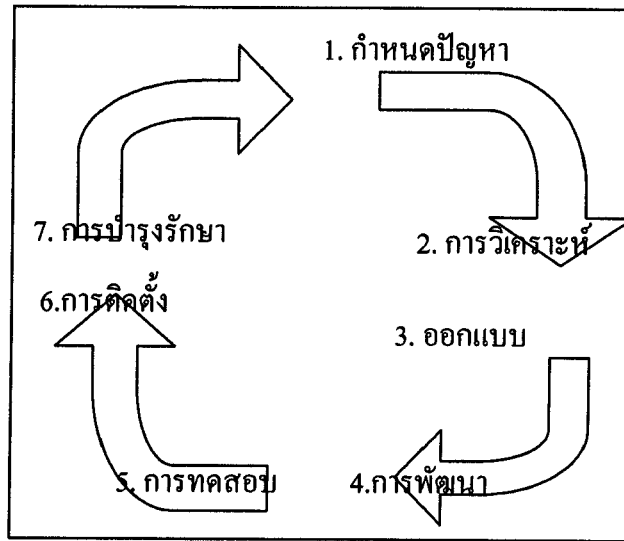 1. กำหนดปัญหา
2. การวิเคราะห์
3. ออกแบบ
4.การพัฒนา
5. การทดสอบ
6.การติดตั้ง
7. การบำรุงรักษา